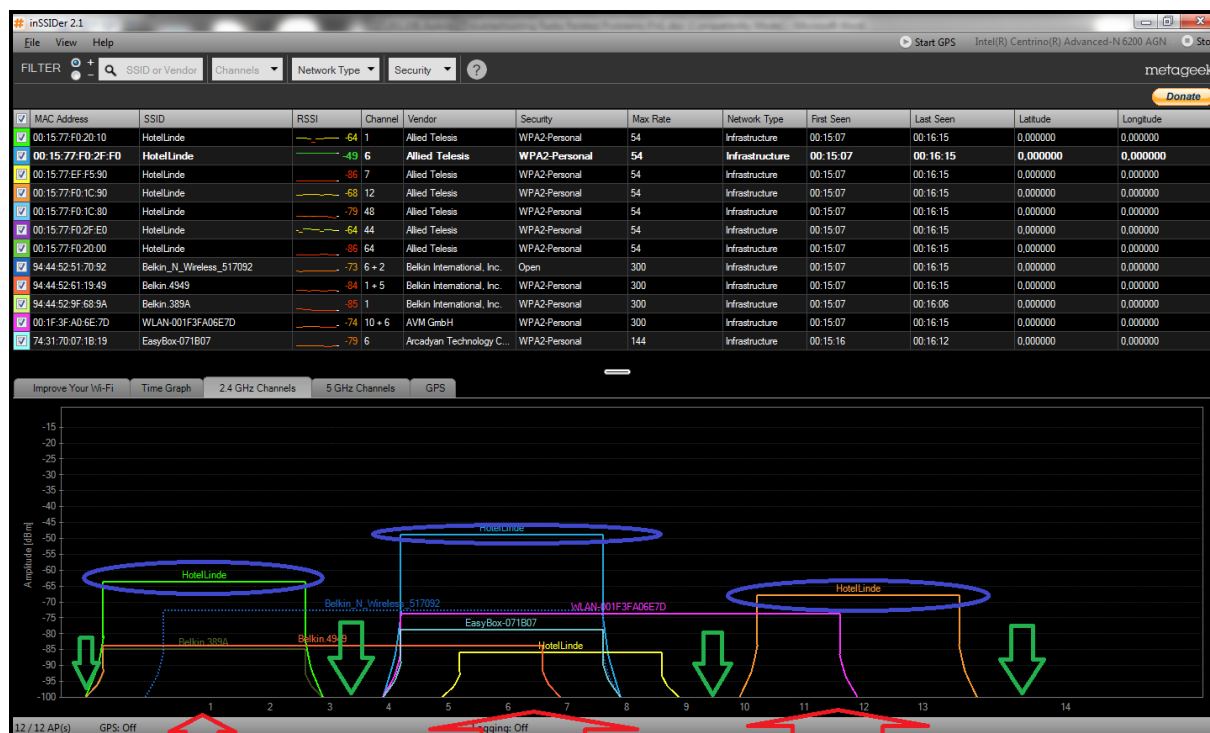 inSSIDer 2.1
File View Help Start GPS Intel(R) Centrino(R) Advanced-N 6200 AGN Sto
FILTER + - SSID or Vendor Channels Network Type Security ? metageek
Donate
MAC Address SSID RSSI Channel Vendor Security Max Rate Network Type First Seen Last Seen Latitude Longitude
00:15:77:F0:20:10 HotelLinde -64 1 Allied Telesis WPA2-Personal 54 Infrastructure 00:15:07 00:16:15 0,000000 0,000000
00:15:77:F0:2F:F0 HotelLinde -49 6 Allied Telesis WPA2-Personal 54 Infrastructure 00:15:07 00:16:15 0,000000 0,000000
00:15:77:EF:F5:90 HotelLinde -86 7 Allied Telesis WPA2-Personal 54 Infrastructure 00:15:07 00:16:15 0,000000 0,000000
00:15:77:F0:1C:90 HotelLinde -68 12 Allied Telesis WPA2-Personal 54 Infrastructure 00:15:07 00:16:15 0,000000 0,000000
00:15:77:F0:1C:80 HotelLinde -79 48 Allied Telesis WPA2-Personal 54 Infrastructure 00:15:07 00:16:15 0,000000 0,000000
00:15:77:F0:2F:E0 HotelLinde -64 44 Allied Telesis WPA2-Personal 54 Infrastructure 00:15:07 00:16:15 0,000000 0,000000
00:15:77:F0:20:00 HotelLinde -86 64 Allied Telesis WPA2-Personal 54 Infrastructure 00:15:07 00:16:15 0,000000 0,000000
94:44:52:51:70:92 Belkin_N_Wireless_517092 -73 6 + 2 Belkin International, Inc. Open 300 Infrastructure 00:15:07 00:16:15 0,000000 0,000000
94:44:52:61:19:49 Belkin.4949 -84 1 + 5 Belkin International, Inc. WPA2-Personal 300 Infrastructure 00:15:07 00:16:15 0,000000 0,000000
94:44:52:9F:68:9A Belkin.389A -85 1 Belkin International, Inc. WPA2-Personal 300 Infrastructure 00:15:07 00:16:06 0,000000 0,000000
00:1F:3F:A0:6E:7D WLAN-001F3FA06E7D -74 10 + 6 AVM GmbH WPA2-Personal 300 Infrastructure 00:15:07 00:16:15 0,000000 0,000000
74:31:70:07:1B:19 EasyBox-071B07 -79 6 Arcadyan Technology C... WPA2-Personal 144 Infrastructure 00:15:16 00:16:12 0,000000 0,000000
Improve Your Wi-Fi Time Graph 2.4 GHz Channels 5 GHz Channels GPS
Amplitude [dBm]
-15
-20
-25
-30
-35
-40
-45
-50 HotelLinde
-55
-60
-65 HotelLinde HotelLinde
-70 Belkin_N_Wireless_517092 WLAN-001F3FA06E7D
-75
-80 EasyBox-071B07
-85 Belkin.389A Belkin.4949 HotelLinde
-90
-95
-100
1 2 3 4 5 6 7 8 9 10 11 12 13 14
12 / 12 AP(s) GPS: Off Logging: Off